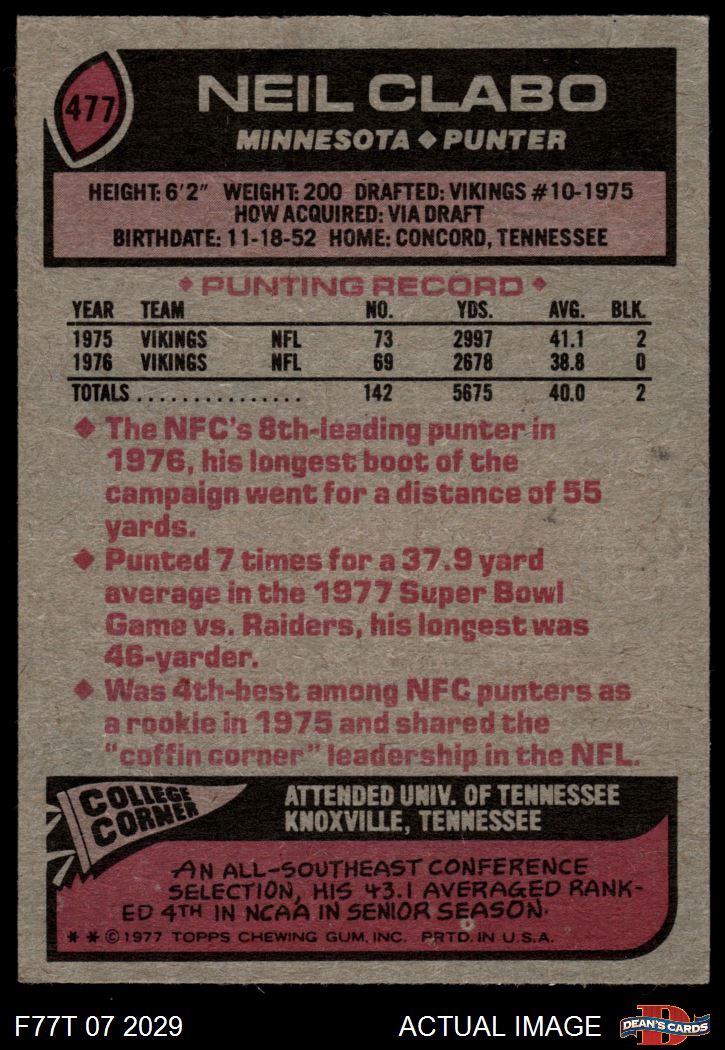 477
NEIL CLABO
MINNESOTA ◆ PUNTER
HEIGHT: 6'2" WEIGHT: 200 DRAFTED: VIKINGS #10-1975
HOW ACQUIRED: VIA DRAFT
BIRTHDATE: 11-18-52 HOME: CONCORD, TENNESSEE
◆ PUNTING RECORD ◆
YEAR TEAM NO. YDS. AVG. BLK.
1975 VIKINGS NFL 73 2997 41.1 2
1976 VIKINGS NFL 69 2678 38.8 0
TOTALS ............... 142 5675 40.0 2
◆ The NFC's 8th-leading punter in
1976, his longest boot of the
campaign went for a distance of 55
yards.
◆ Punted 7 times for a 37.9 yard
average in the 1977 Super Bowl
Game vs. Raiders, his longest was
46-yarder.
◆ Was 4th-best among NFC punters as
a rookie in 1975 and shared the
"coffin corner" leadership in the NFL.
COLLEGE
CORNER
ATTENDED UNIV. OF TENNESSEE
KNOXVILLE, TENNESSEE
AN ALL-SOUTHEAST CONFERENCE
SELECTION, HIS 43.1 AVERAGED RANK-
ED 4TH IN NCAA IN SENIOR SEASON.
* * © 1977 TOPPS CHEWING GUM, INC. PRTD. IN U.S.A.
F77T 07 2029 ACTUAL IMAGE
D
DEAN'S CARDS